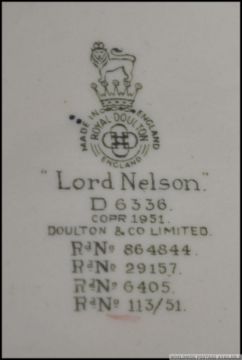 MADE IN ENGLAND
ROYAL DOULTON
ENGLAND
"Lord Nelson."
D 6336.
COPR 1951.
DOULTON & CO LIMITED.
Rd No 864844.
Rd No 29157.
Rd No 6405.
Rd No 113/51.